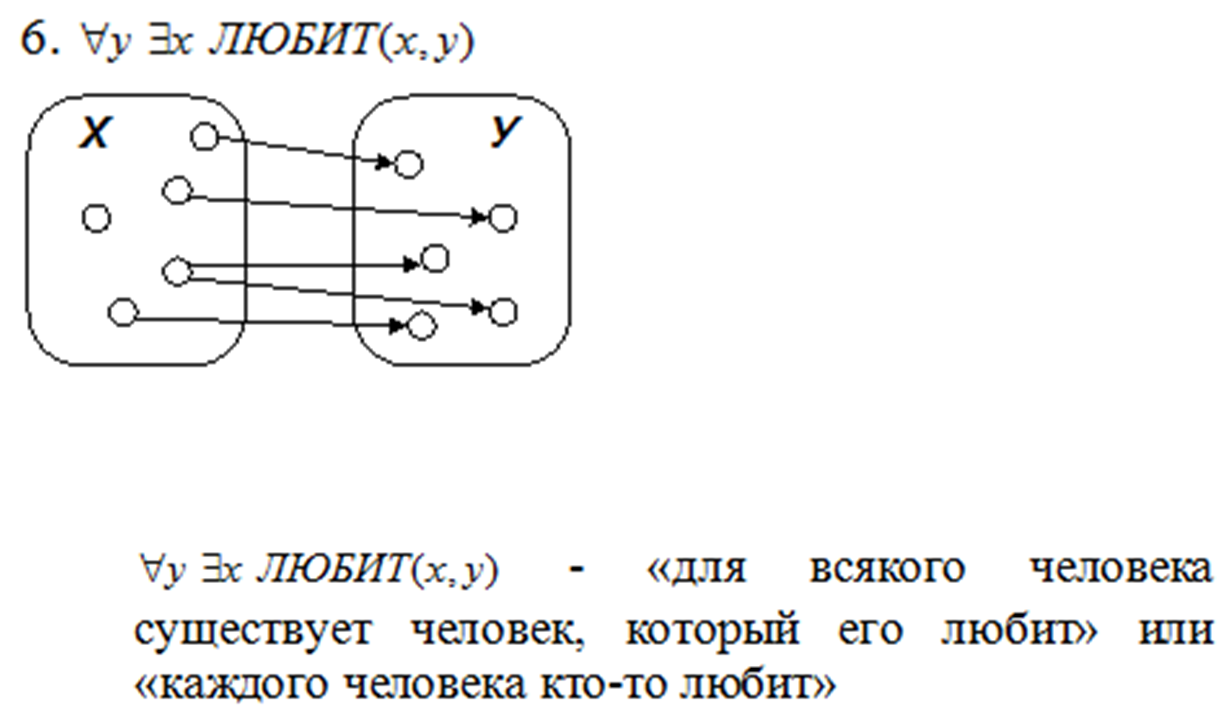 6. ∀y ∃x ЛЮБИТ(x, y)
X У
∀y ∃x ЛЮБИТ(x, y) - «для всякого человека
существует человек, который его любит» или
«каждого человека кто-то любит»